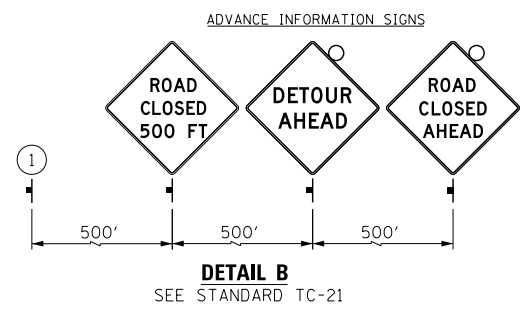 ADVANCE INFORMATION SIGNS
ROAD
CLOSED
500 FT
DETOUR
AHEAD
ROAD
CLOSED
AHEAD
1
500'
500'
500'
DETAIL B
SEE STANDARD TC-21